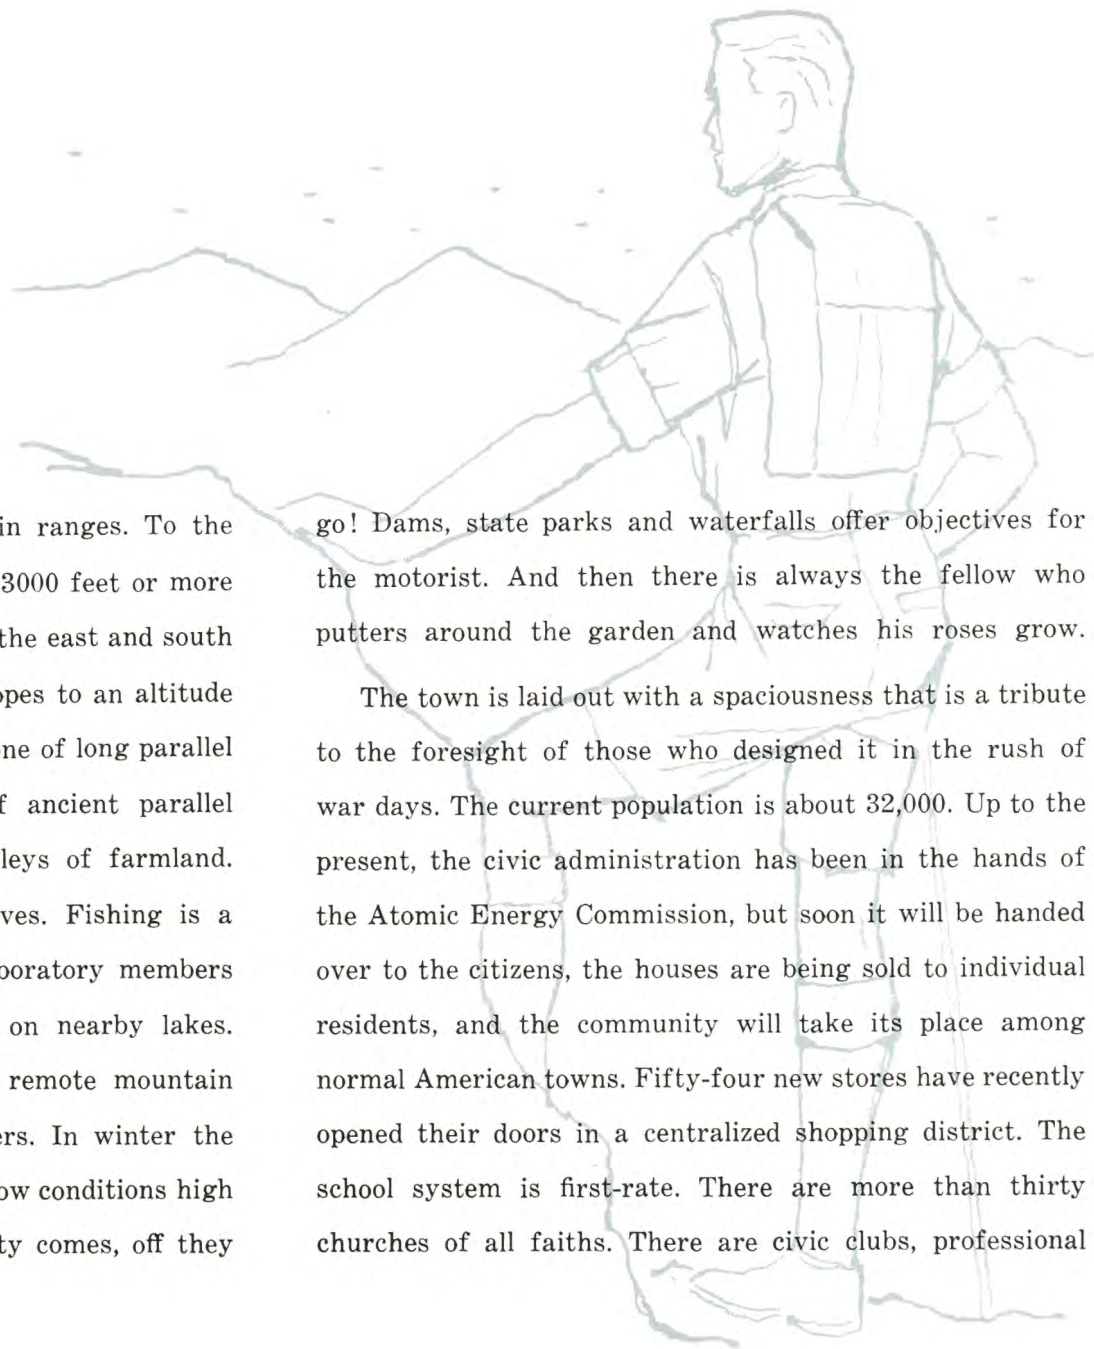 in ranges. To the
3000 feet or more
the east and south
opes to an altitude
ne of long parallel
f ancient parallel
leys of farmland.
ves. Fishing is a
boratory members
on nearby lakes.
remote mountain
ers. In winter the
ow conditions high
ty comes, off they
go! Dams, state parks and waterfalls offer objectives for
the motorist. And then there is always the fellow who
putters around the garden and watches his roses grow.
The town is laid out with a spaciousness that is a tribute
to the foresight of those who designed it in the rush of
war days. The current population is about 32,000. Up to the
present, the civic administration has been in the hands of
the Atomic Energy Commission, but soon it will be handed
over to the citizens, the houses are being sold to individual
residents, and the community will take its place among
normal American towns. Fifty-four new stores have recently
opened their doors in a centralized shopping district. The
school system is first-rate. There are more than thirty
churches of all faiths. There are civic clubs, professional